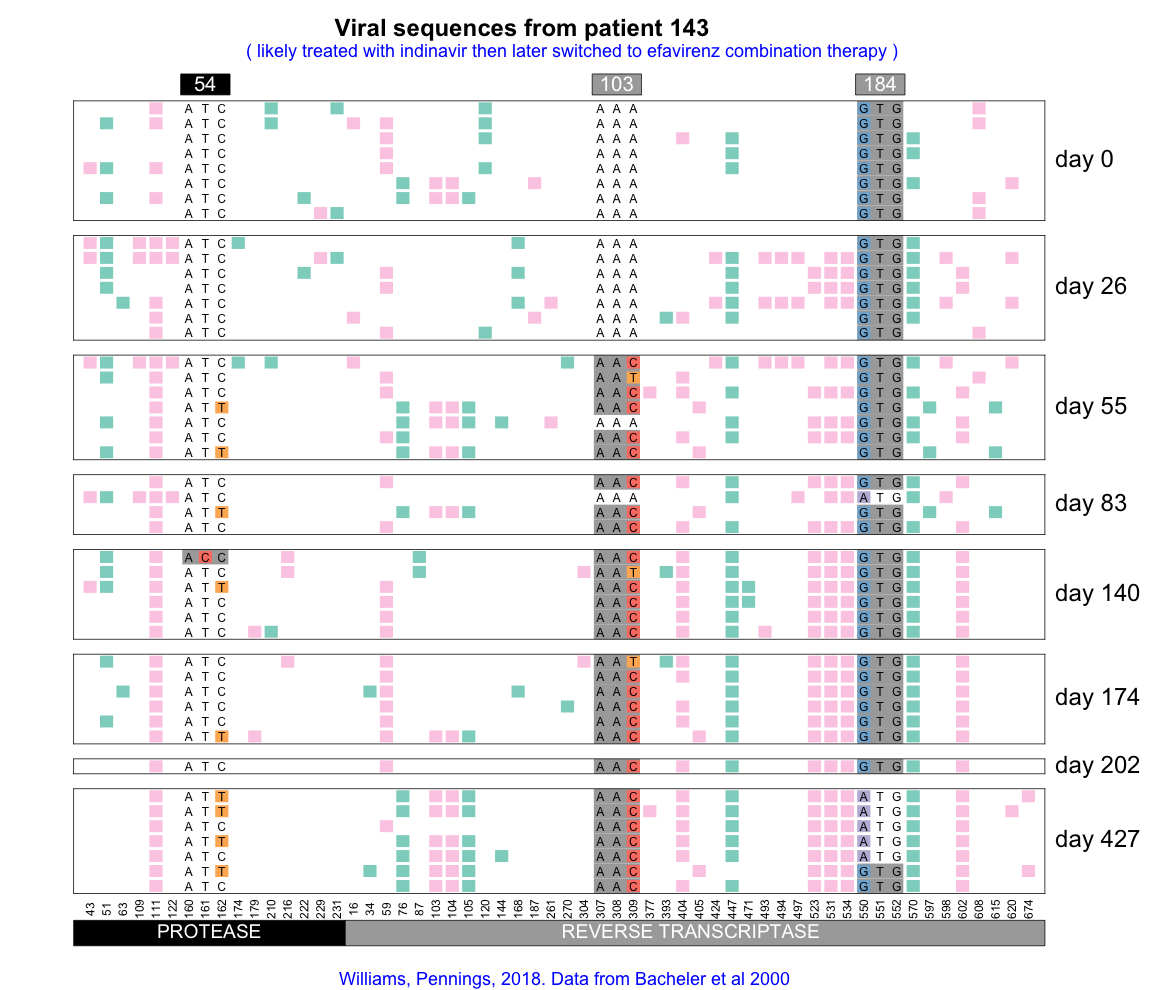 Viral sequences from patient 143
( likely treated with indinavir then later switched to efavirenz combination therapy )
54 103 184
A T C A A A G T G
A T C A A A G T G
A T C A A A G T G
A T C A A A G T G
A T C A A A G T G
A T C A A A G T G
A T C A A A G T G
A T C A A A G T G
day 0
A T C A A A G T G
A T C A A A G T G
A T C A A A G T G
A T C A A A G T G
A T C A A A G T G
A T C A A A G T G
A T C A A A G T G
day 26
A T C A A C G T G
A T C A A T G T G
A T C A A C G T G
A T T A A C G T G
A T C A A A G T G
A T C A A C G T G
A T T A A C G T G
day 55
A T C A A C G T G
A T C A A A A T G
A T T A A C G T G
A T C A A C G T G
day 83
A C C A A C G T G
A T C A A T G T G
A T T A A C G T G
A T C A A C G T G
A T C A A C G T G
A T C A A C G T G
day 140
A T C A A T G T G
A T C A A C G T G
A T C A A C G T G
A T C A A C G T G
A T C A A C G T G
A T T A A C G T G
day 174
A T C A A C G T G
day 202
A T T A A C A T G
A T T A A C A T G
A T C A A C A T G
A T T A A C A T G
A T C A A C A T G
A T T A A C G T G
A T C A A C G T G
day 427
43 51 63 109 111 122 160 161 162 174 179 210 216 222 229 231 16 34 59 76 87 103 104 105 120 144 168 187 261 270 304 307 308 309 377 393 404 405 424 447 471 493 494 497 523 531 534 550 551 552 570 597 598 602 608 615 620 674
PROTEASE REVERSE TRANSCRIPTASE
Williams, Pennings, 2018. Data from Bacheler et al 2000